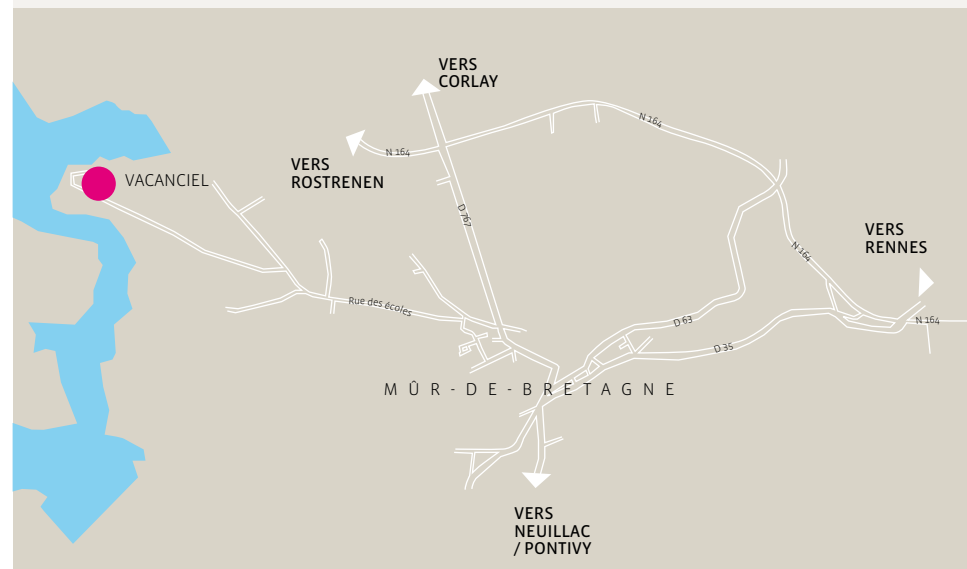 VERS
CORLAY
N 164
N 164
VERS
ROSTRENEN
VACANCIEL
D 767
VERS
RENNES
N 164
Rue des écoles
N 164
D 63
D 35
MÛR-DE-BRETAGNE
VERS
NEUILLAC
/ PONTIVY